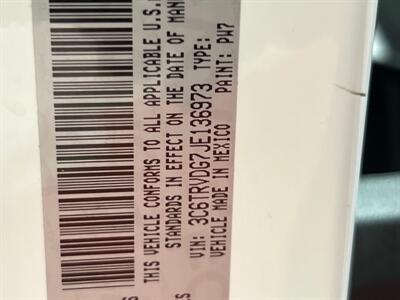 THIS VEHICLE CONFORMS TO ALL APPLICABLE U.S.
STANDARDS IN EFFECT ON THE DATE OF MAN
VIN: 3C6TRVDG7JE136973 TYPE:
VEHICLE MADE IN MEXICO PAINT: PW7